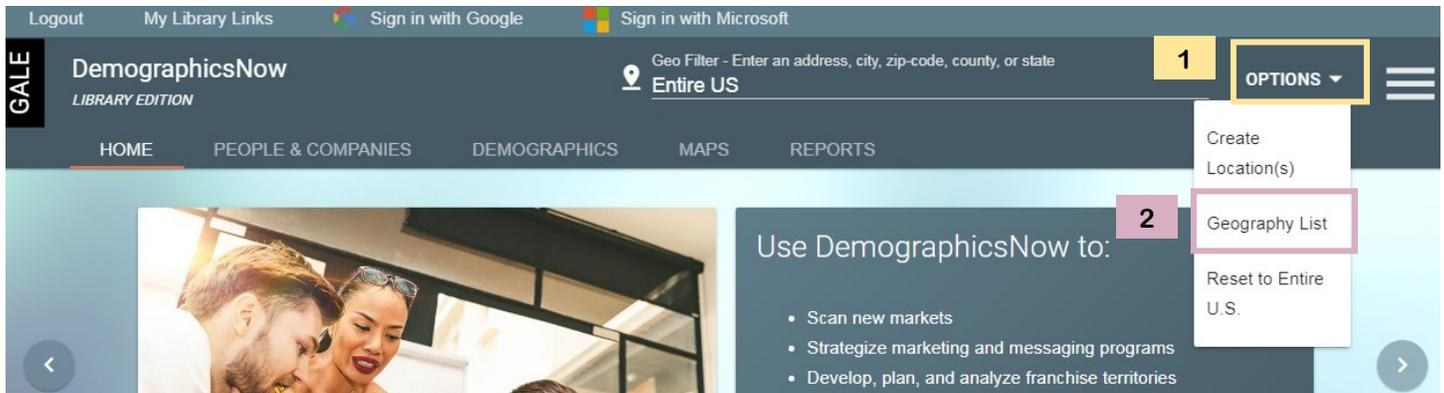 Logout My Library Links Sign in with Google Sign in with Microsoft
GALE
DemographicsNow
LIBRARY EDITION
Geo Filter - Enter an address, city, zip-code, county, or state
Entire US
1
OPTIONS
HOME PEOPLE & COMPANIES DEMOGRAPHICS MAPS REPORTS
Create
Location(s)
2
Geography List
Reset to Entire
U.S.
Use DemographicsNow to:
• Scan new markets
• Strategize marketing and messaging programs
• Develop, plan, and analyze franchise territories